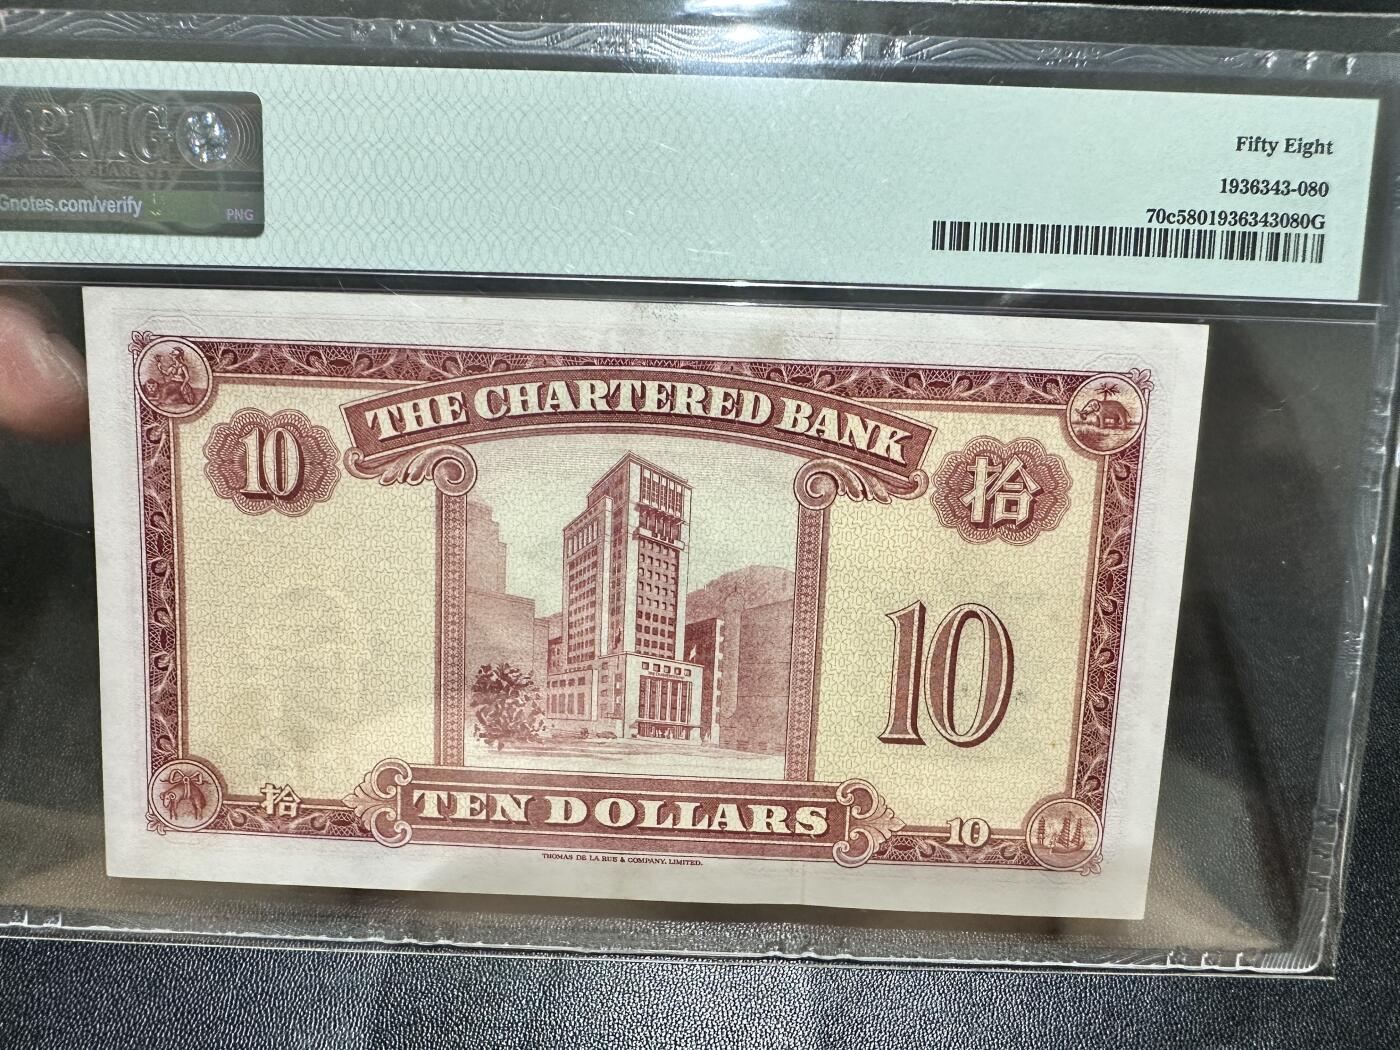 PMG
Gnotes.com/verify
PNG
Fifty Eight
1936343-080
70c5801936343080G
THE CHARTERED BANK
10
拾
10
拾
TEN DOLLARS
10
THOMAS DE LA RUE & COMPANY, LIMITED.